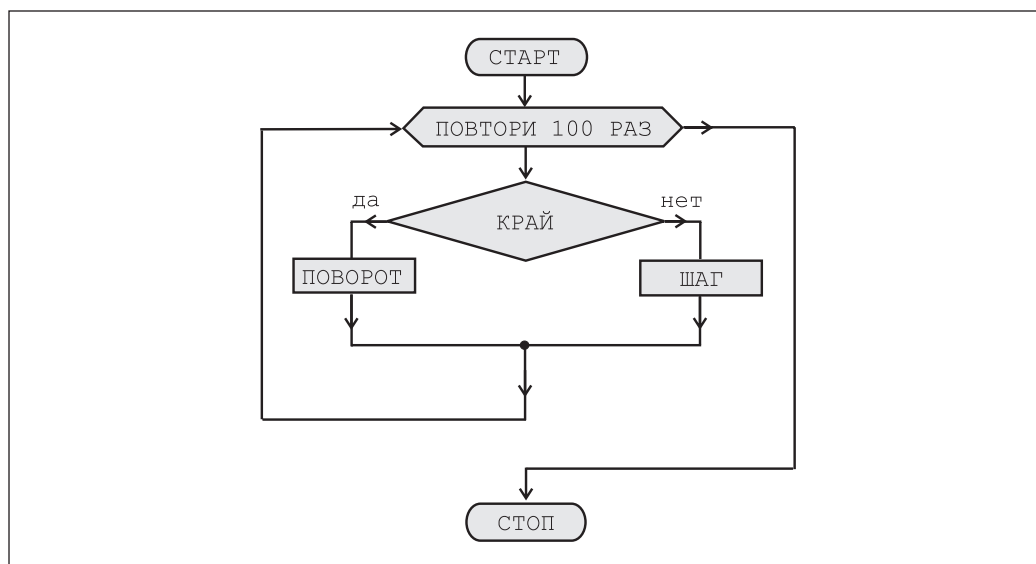 СТАРТ
ПОВТОРИ 100 РАЗ
да
нет
КРАЙ
ПОВОРОТ
ШАГ
СТОП